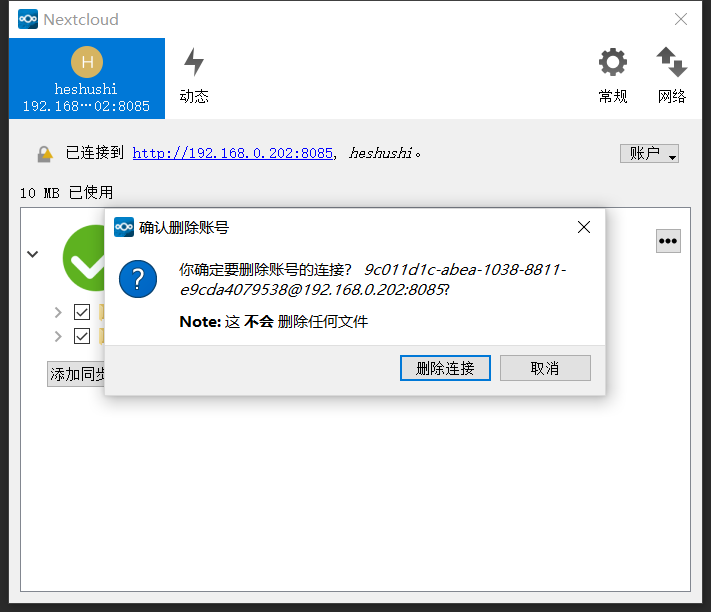 Nextcloud
H
heshushi
192.168···02:8085
动态
常规
网络
已连接到 http://192.168.0.202:8085, heshushi。
账户
10 MB 已使用
确认删除账号
你确定要删除账号的连接? 9c011d1c-abea-1038-8811-
e9cda4079538@192.168.0.202:8085?
Note: 这 不会 删除任何文件
删除连接
取消
添加同步